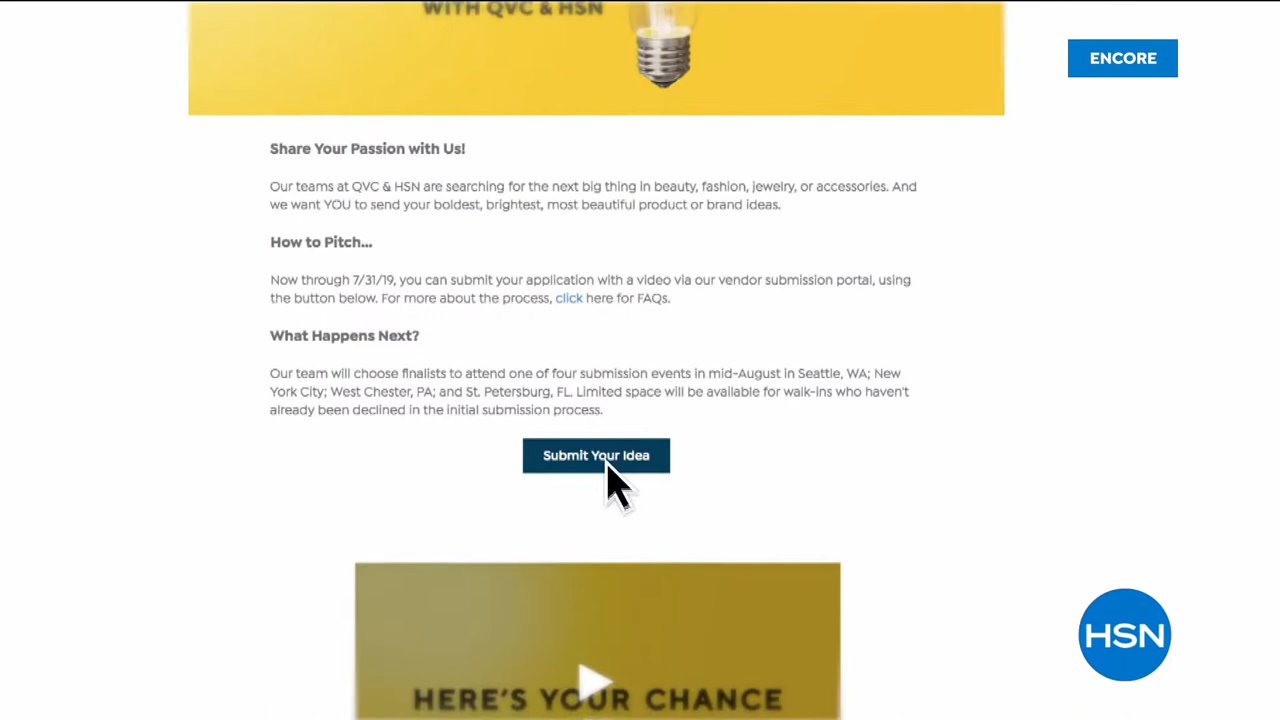 WITH QVC & HSN
ENCORE
Share Your Passion with Us!
Our teams at QVC & HSN are searching for the next big thing in beauty, fashion, jewelry, or accessories. And
we want YOU to send your boldest, brightest, most beautiful product or brand ideas.
How to Pitch...
Now through 7/31/19, you can submit your application with a video via our vendor submission portal, using
the button below. For more about the process, click here for FAQs.
What Happens Next?
Our team will choose finalists to attend one of four submission events in mid-August in Seattle, WA; New
York City; West Chester, PA; and St. Petersburg, FL. Limited space will be available for walk-ins who haven't
already been declined in the initial submission process.
Submit Your Idea
HERE'S YOUR CHANCE
HSN